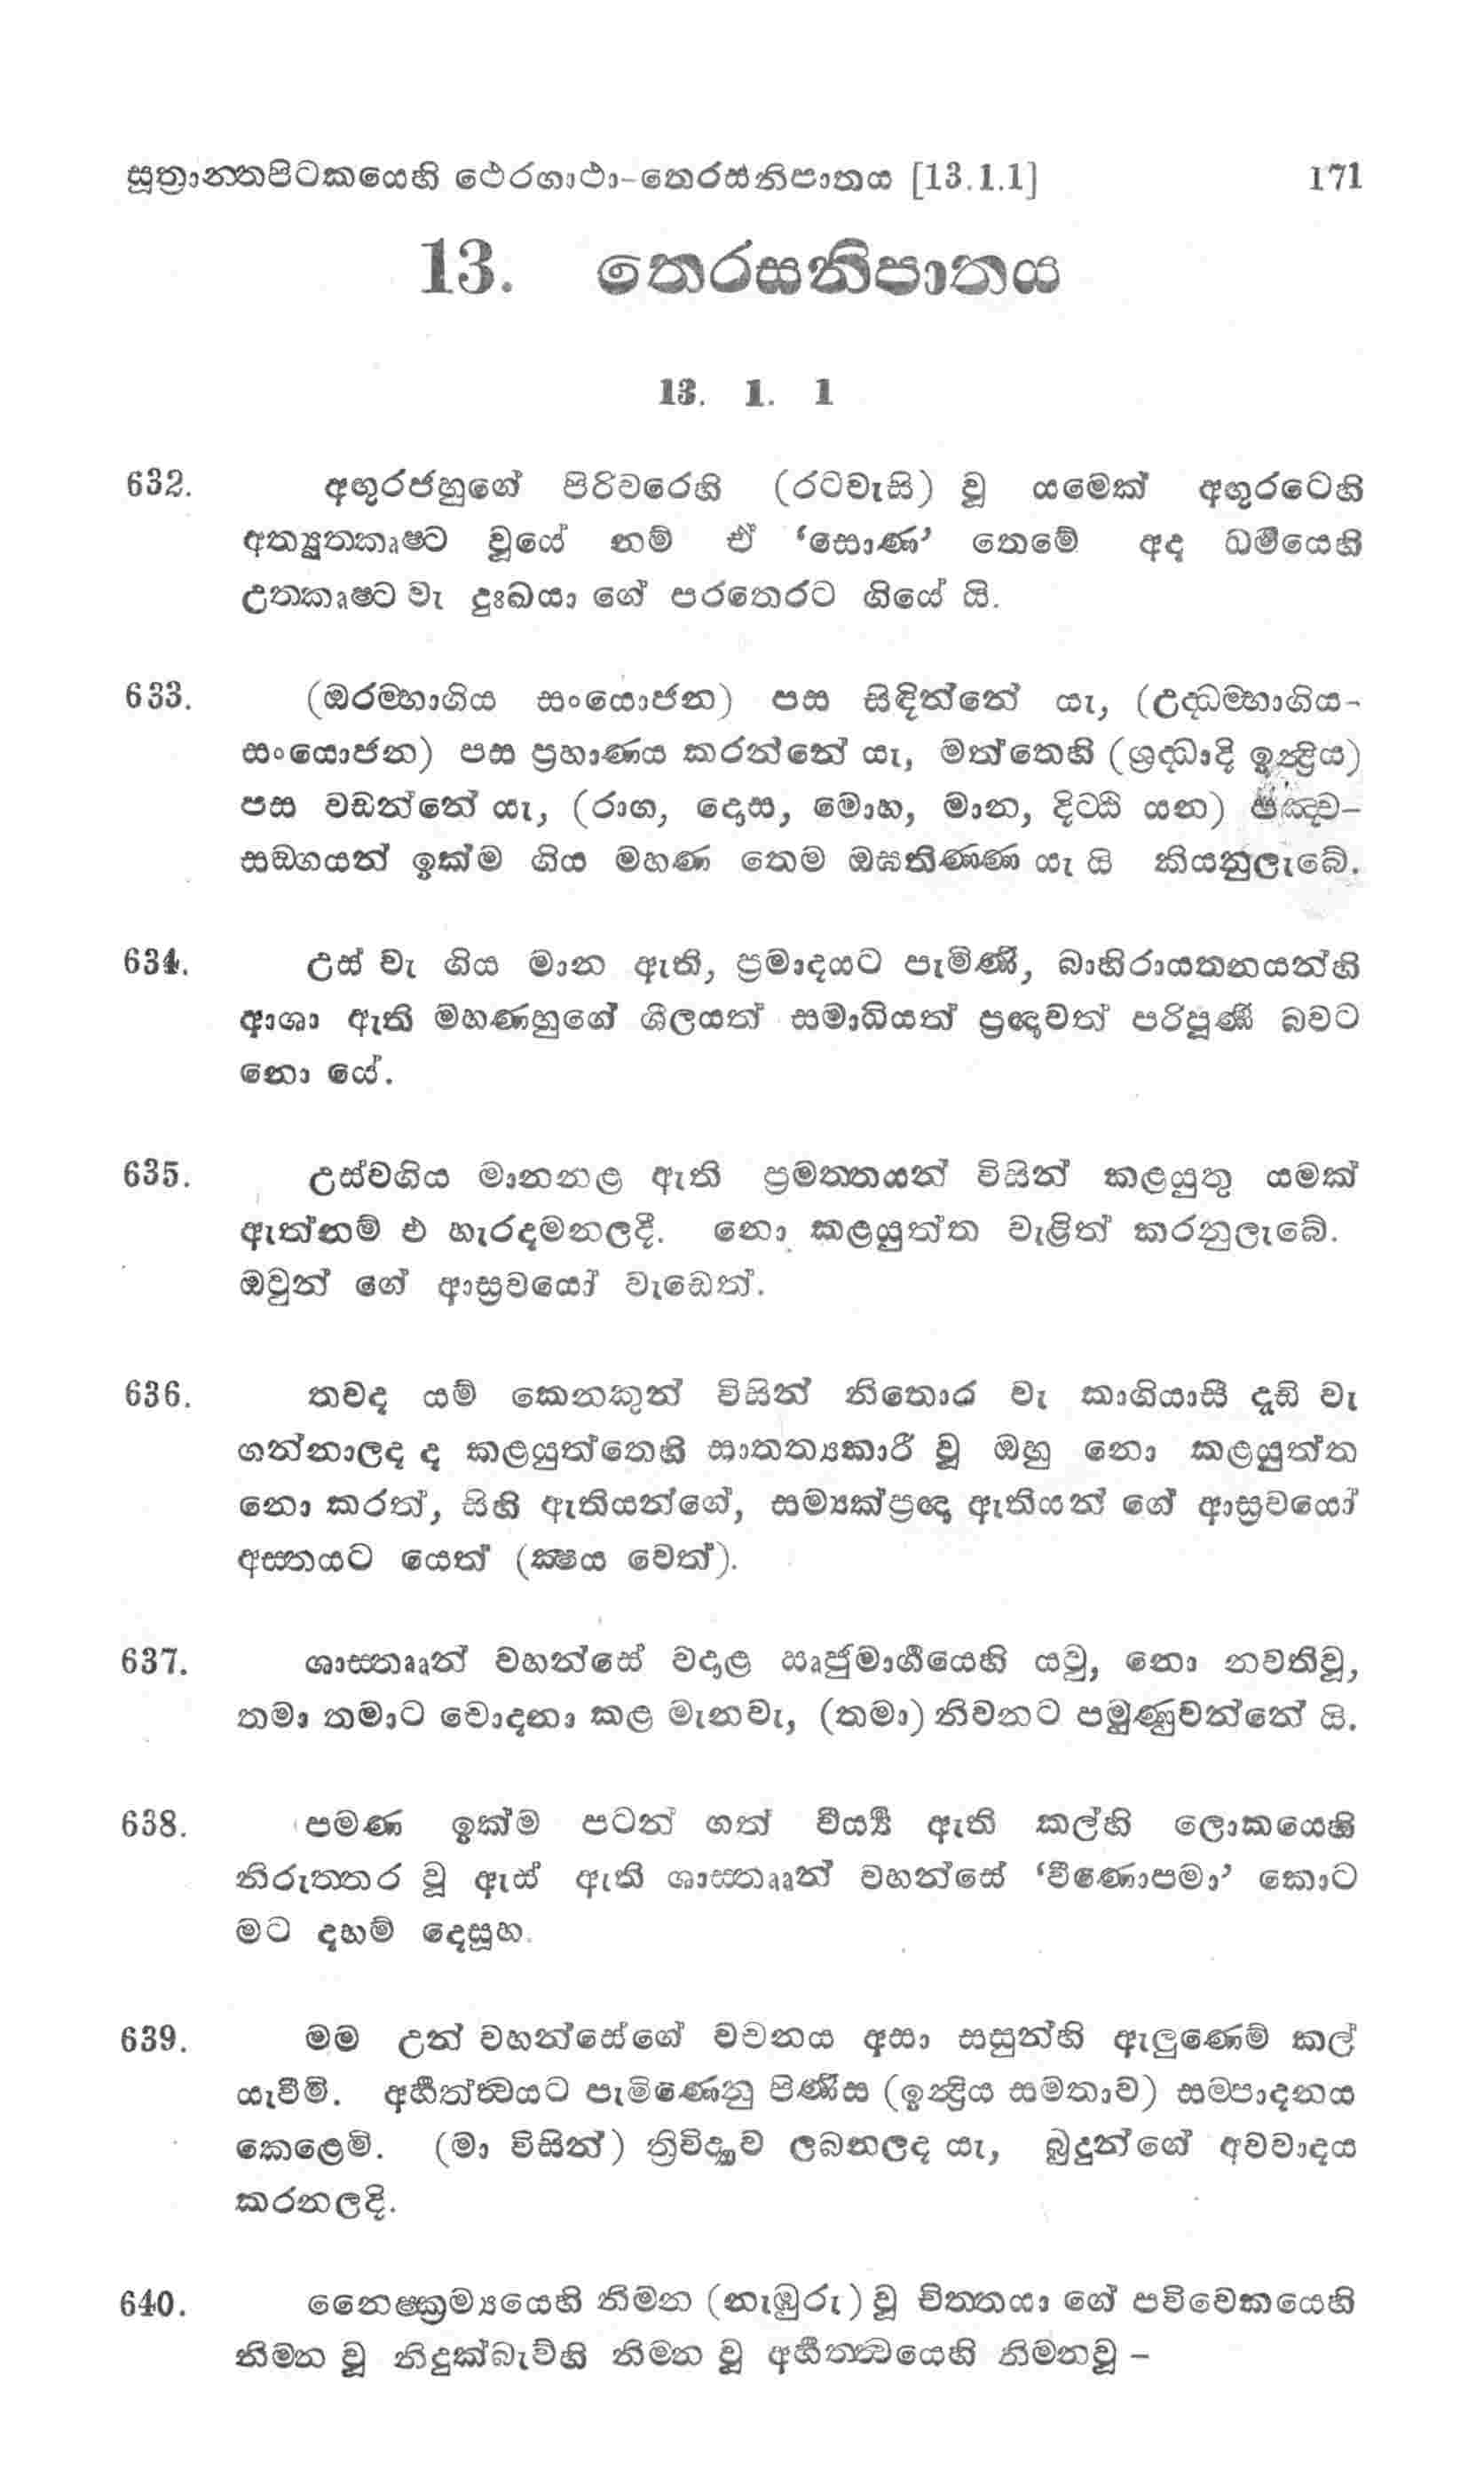 සූත්‍රාන්තපිටකයෙහි ථෙරගාථා-තෙරසනිපාතය [13.1.1] 171
13. තෙරසනිපාතය
13. 1. 1
632. අඟුරජහුගේ පිරිවරෙහි (රටවැසි) වූ යමෙක් අඟුරටෙහි
අත්‍යුත්කෘෂ්ට වූයේ නම් ඒ ‘සොණ’ තෙමේ අද ධර්‍මයෙහි
උත්කෘෂ්ට වැ දුඃඛයා ගේ පරතෙරට ගියේ යි.
633. (ඔරම්භාගිය සංයොජන) පස සිඳින්නේ යැ, (උද්ධම්භාගිය-
සංයොජන) පස ප්‍රහාණය කරන්නේ යැ, මත්තෙහි (ශ්‍රද්ධාදි ඉන්‍ද්‍රිය)
පස වඩන්නේ යැ, (රාග, දොස, මොහ, මාන, දිට්ඨි යන) පඤ්ච-
සඞ්ගයන් ඉක්ම ගිය මහණ තෙම ඔඝතිණ්ණ යැ යි කියනුලැබේ.
634. උස් වැ ගිය මාන ඇති, ප්‍රමාදයට පැමිණි, බාහිරායතනයන්හි
ආශා ඇති මහණහුගේ ශීලයත් සමාධියත් ප්‍රඥාවත් පරිපූර්‍ණ බවට
නො යේ.
635. උස්වගිය මානනළ ඇති ප්‍රමත්තයන් විසින් කළයුතු යමක්
ඇත්නම් එ හැරදමනලදී. නො කළයුත්ත වැළිත් කරනුලැබේ.
ඔවුන් ගේ ආස්‍රවයෝ වැඩෙත්.
636. තවද යම් කෙනකුන් විසින් නිතොර වැ කාගියාසි දැඩි වැ
ගන්නාලද ද කළයුත්තෙහි සාතත්‍යකාරී වූ ඔහු නො කළයුත්ත
නො කරත්, සිහි ඇතියන්ගේ, සම්‍යක්ප්‍රඥා ඇතියන් ගේ ආස්‍රවයෝ
අස්තයට යෙත් (ක්‍ෂය වෙත්).
637. ශාස්තෲන් වහන්සේ වදාළ ඍජුමාර්‍ගයෙහි යවු, නො නවතිවූ,
තමා තමාට චොදනා කළ මැනවැ, (තමා) නිවනට පමුණුවන්නේ යි.
638. පමණ ඉක්ම පටන් ගත් වීර්‍ය්‍ය ඇති කල්හි ලොකයෙහි
නිරුත්තර වූ ඇස් ඇති ශාස්තෲන් වහන්සේ ‘වීණොපමා’ කොට
මට දහම් දෙසූහ.
639. මම උන් වහන්සේගේ වචනය අසා සසුන්හි ඇලුණෙම් කල්
යැවීමි. අර්‍හත්ත්‍වයට පැමිණෙනු පිණිස (ඉන්‍ද්‍රිය සමතාව) සම්පාදනය
කෙළෙමි. (මා විසින්) ත්‍රිවිද්‍යාව ලබනලද යැ, බුදුන්ගේ අවවාදය
කරනලදි.
640. නෛෂ්ක්‍රම්‍යයෙහි නිමන (නැඹුරු) වූ චිත්තයා ගේ පවිවෙකයෙහි
නිමන වූ නිදුක්බැව්හි නිමන වූ අර්‍හත්ත්‍වයෙහි නිමනවූ -